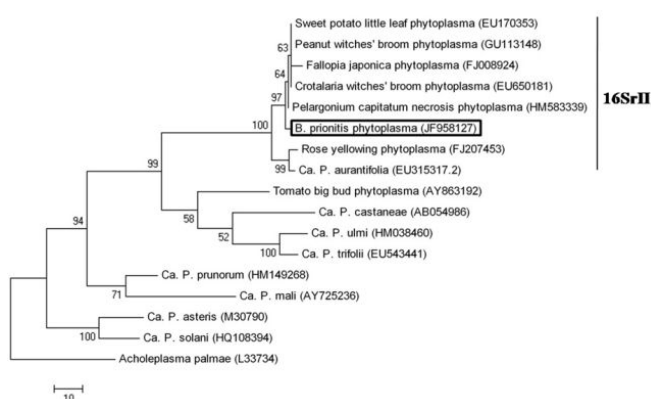 Sweet potato little leaf phytoplasma (EU170353)
63
Peanut witches' broom phytoplasma (GU113148)
64
Fallopia japonica phytoplasma (FJ008924)
Crotalaria witches' broom phytoplasma (EU650181)
97
Pelargonium capitatum necrosis phytoplasma (HM583339)
16SrII
100
B. prionitis phytoplasma (JF958127)
Rose yellowing phytoplasma (FJ207453)
99
99
Ca. P. aurantifolia (EU315317.2)
Tomato big bud phytoplasma (AY863192)
58
Ca. P. castaneae (AB054986)
94
52
Ca. P. ulmi (HM038460)
100
Ca. P. trifolii (EU543441)
Ca. P. prunorum (HM149268)
71
Ca. P. mali (AY725236)
Ca. P. asteris (M30790)
100
Ca. P. solani (HQ108394)
Acholeplasma palmae (L33734)
10